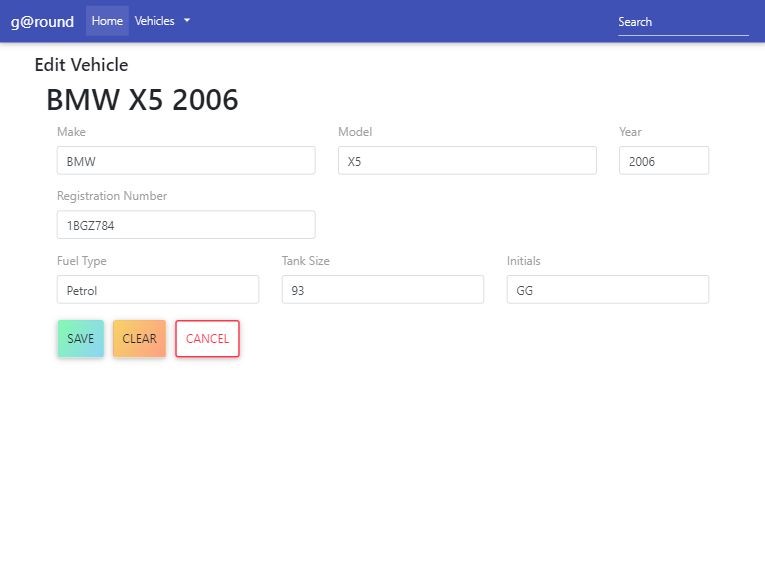 g@round Home Vehicles Search
Edit Vehicle
BMW X5 2006
Make Model Year
BMW X5 2006
Registration Number
1BGZ784
Fuel Type Tank Size Initials
Petrol 93 GG
SAVE CLEAR CANCEL